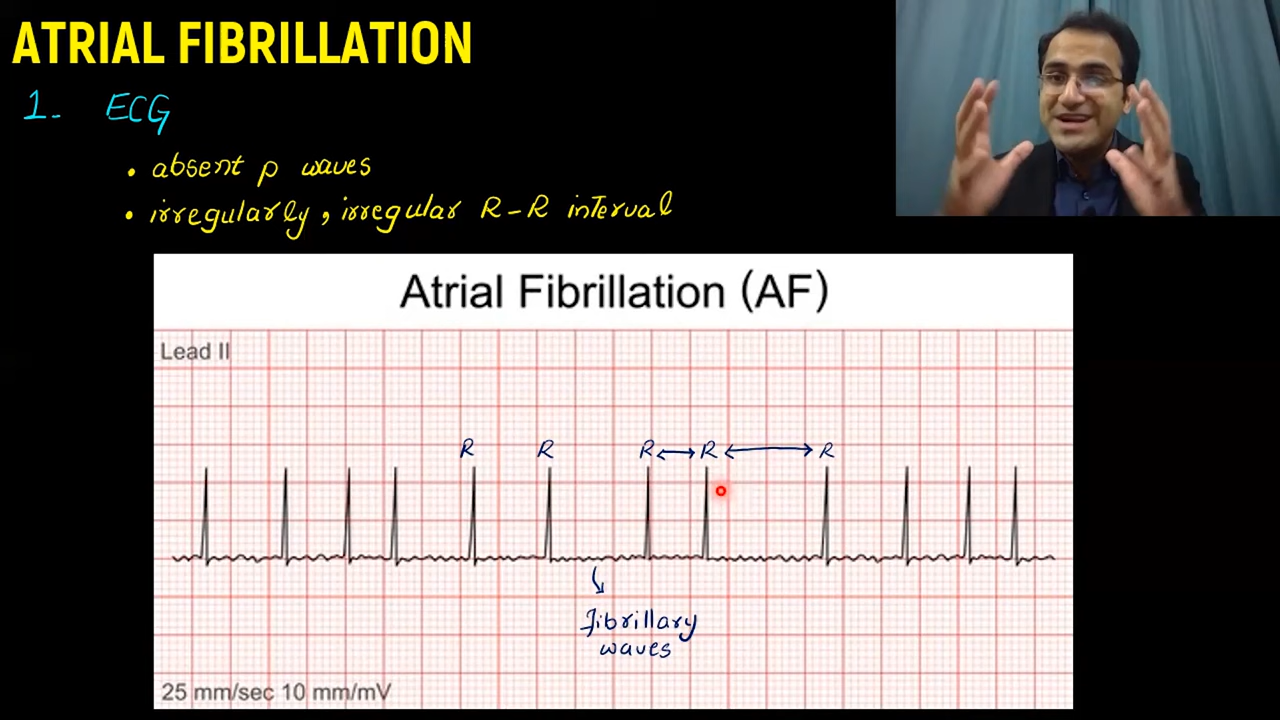 ATRIAL FIBRILLATION
1. ECG
• absent p waves
• irregularly, irregular R-R interval
Atrial Fibrillation (AF)
Lead II
R R R R R
Fibrillary
waves
25 mm/sec 10 mm/mV